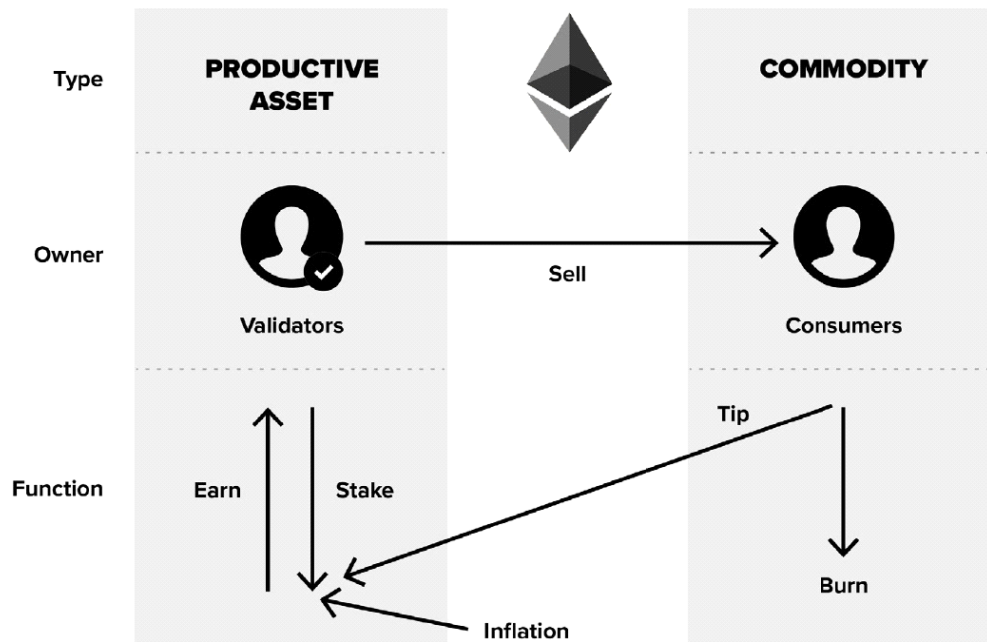 Type
PRODUCTIVE
ASSET
COMMODITY
Owner
Sell
Validators
Consumers
Tip
Function
Earn
Stake
Burn
Inflation